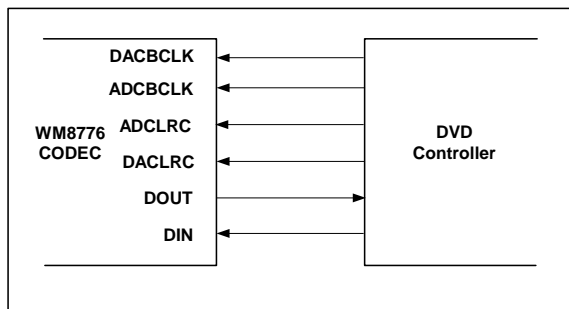 DACBCLK
ADCBCLK
ADCLRC
WM8776
CODEC
DACLRC
DOUT
DIN
DVD
Controller